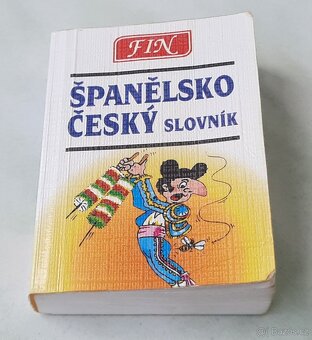 FIN
ŠPANĚLSKO
ČESKÝ SLOVNÍK